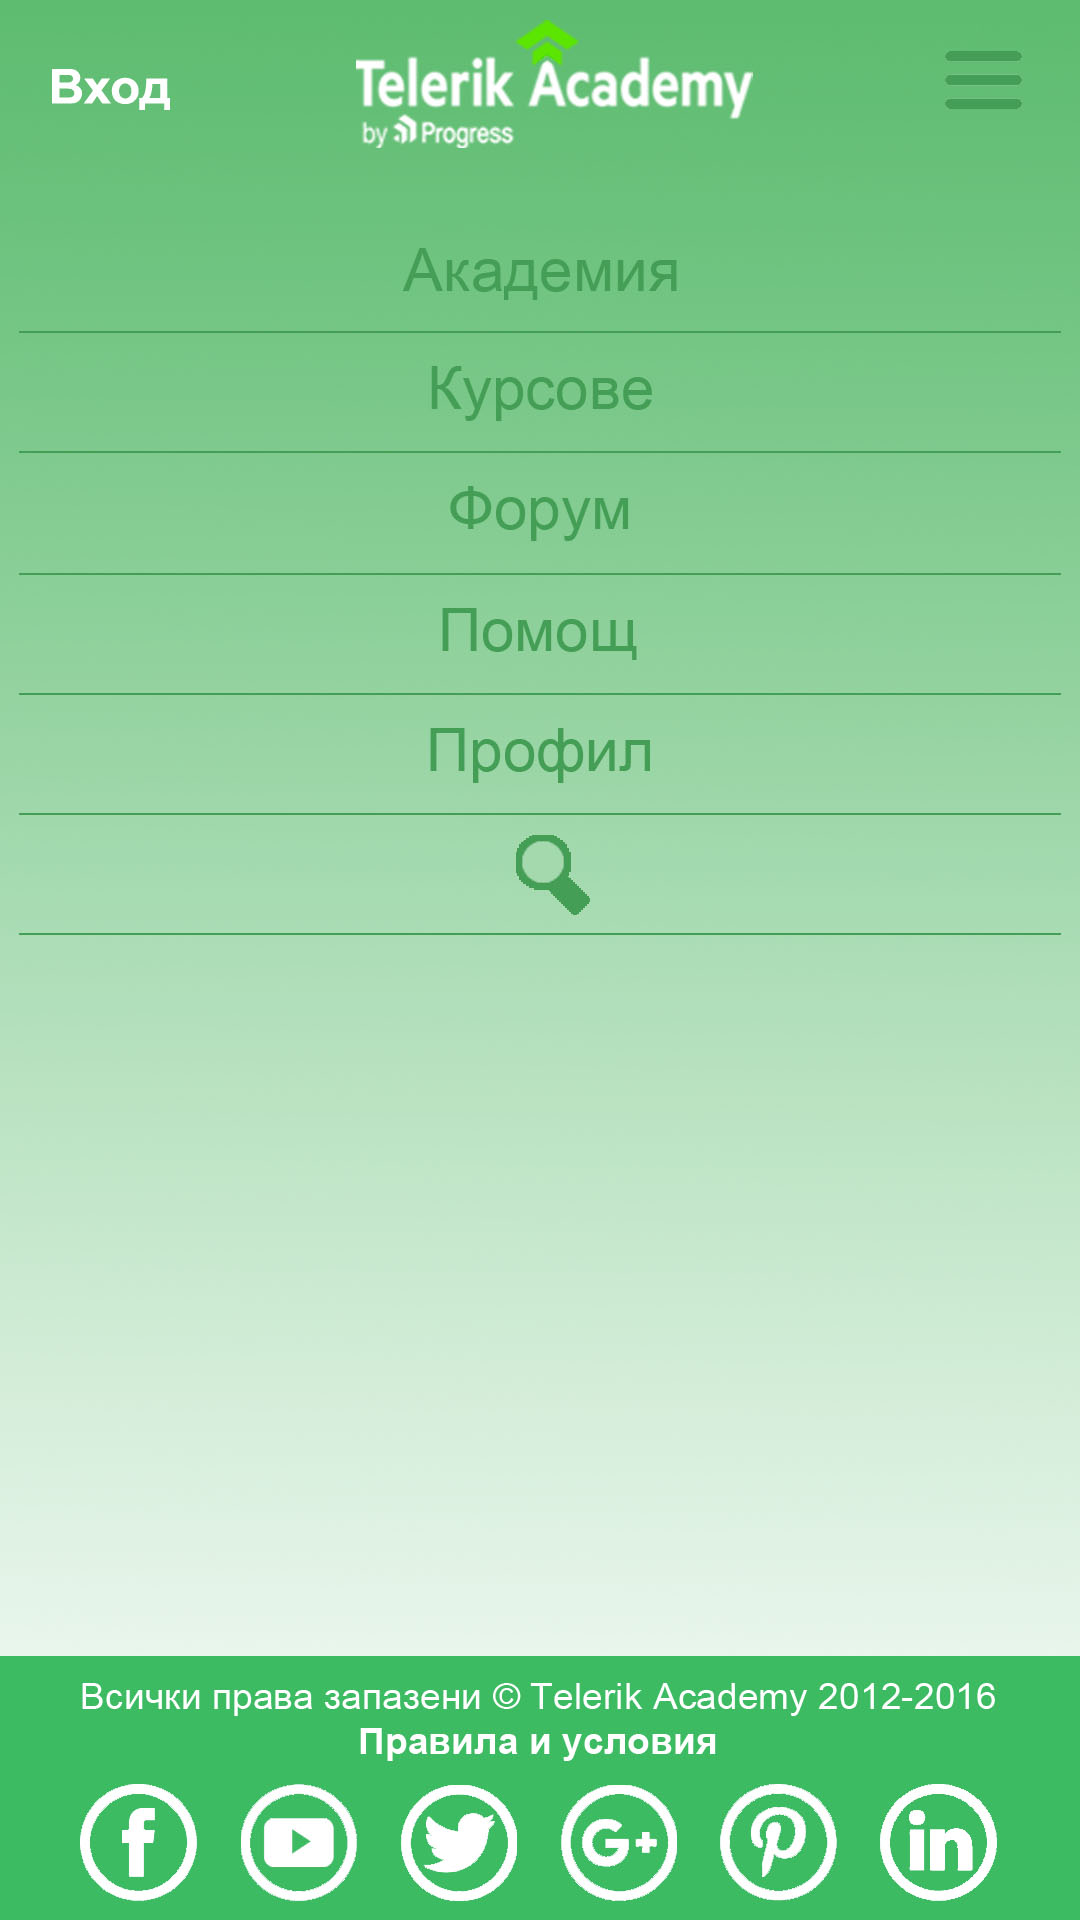 Вход
Telerik Academy
by Progress
Академия
Курсове
Форум
Помощ
Профил
Всички права запазени © Telerik Academy 2012-2016
Правила и условия